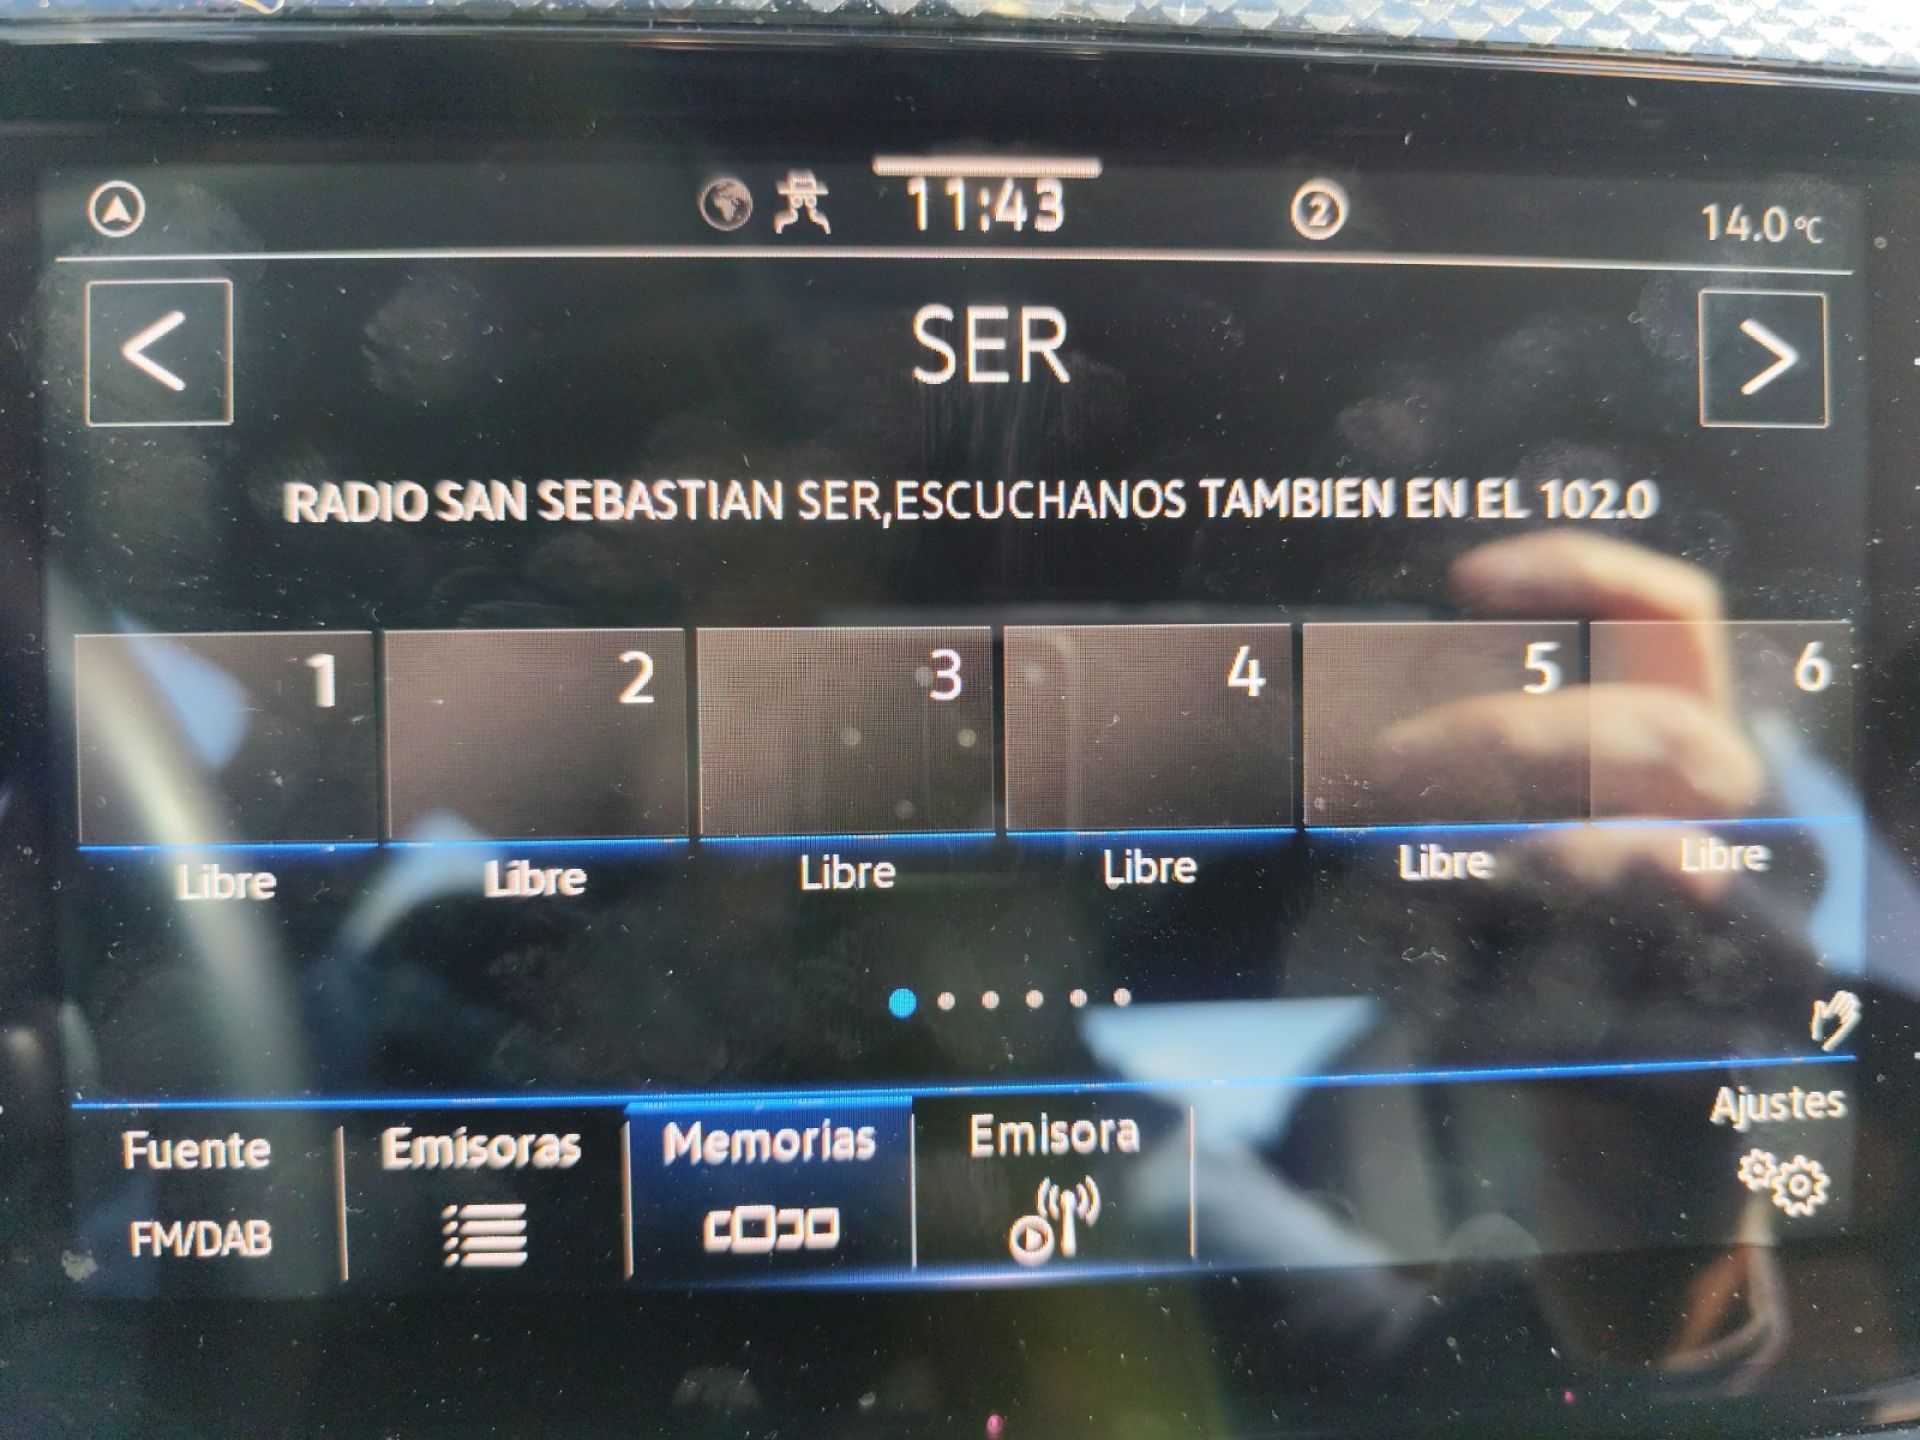 11:43
2
14.0°C
<
SER
>
RADIO SAN SEBASTIAN SER,ESCUCHANOS TAMBIEN EN EL 102.0
1 2 3 4 5 6
Libre Libre Libre Libre Libre Libre
Fuente Emisoras Memorias Emisora Ajustes
FM/DAB